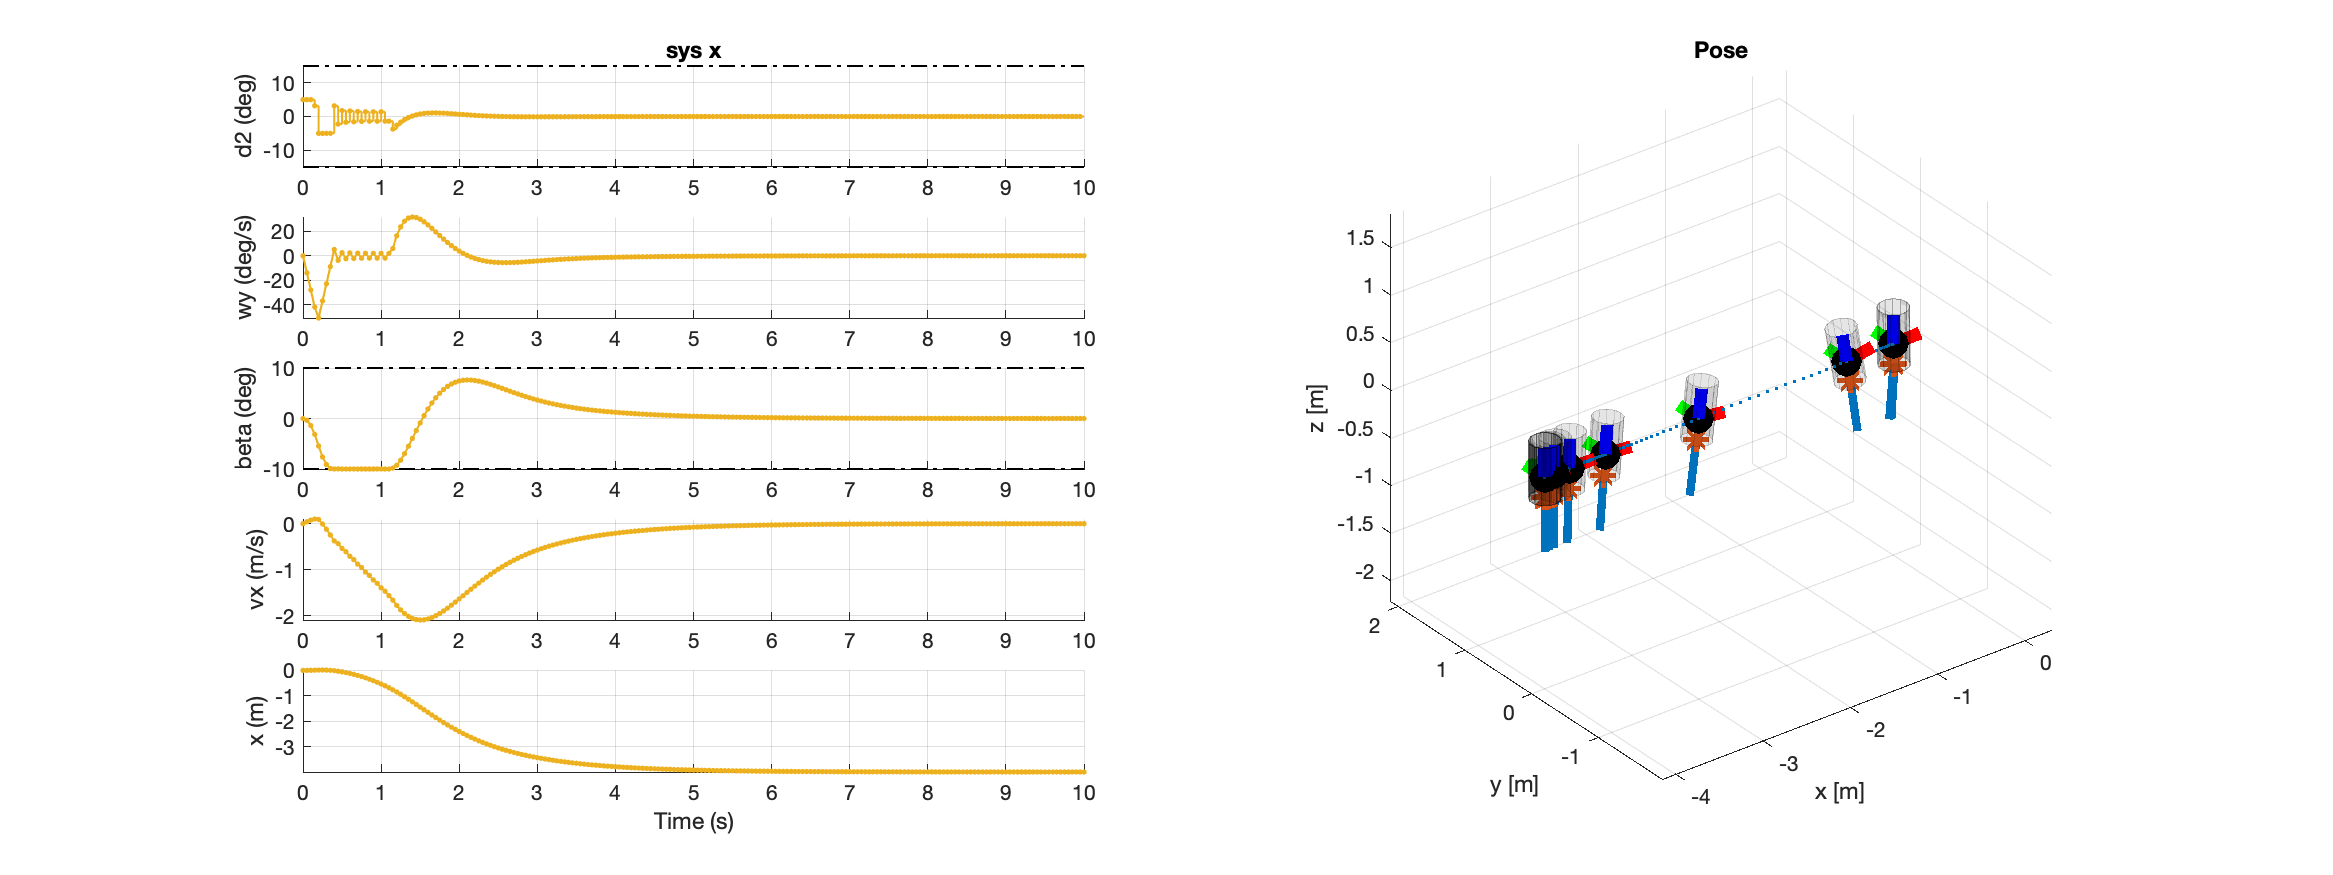 sys x
d2 (deg)
10
0
-10
0 1 2 3 4 5 6 7 8 9 10
wy (deg/s)
20
0
-20
-40
0 1 2 3 4 5 6 7 8 9 10
beta (deg)
10
0
-10
0 1 2 3 4 5 6 7 8 9 10
vx (m/s)
0
-1
-2
0 1 2 3 4 5 6 7 8 9 10
x (m)
0
-1
-2
-3
0 1 2 3 4 5 6 7 8 9 10
Time (s)
Pose
z [m]
1.5
1
0.5
0
-0.5
-1
-1.5
-2
2
1
0
-1
y [m]
-4
-3
-2
-1
0
x [m]